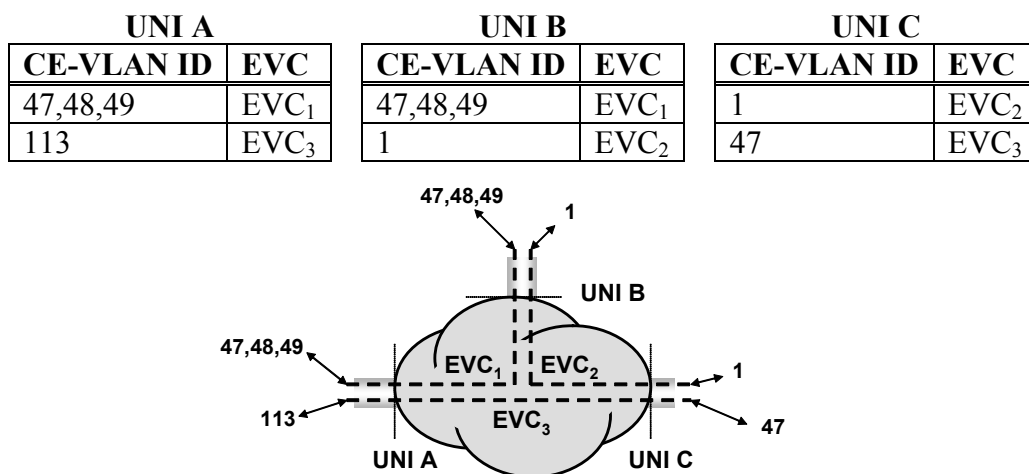 UNI A UNI B UNI C
CE-VLAN ID EVC CE-VLAN ID EVC CE-VLAN ID EVC
47,48,49 EVC₁ 47,48,49 EVC₁ 1 EVC₂
113 EVC₃ 1 EVC₂ 47 EVC₃
47,48,49 1
UNI B
47,48,49 EVC₁ EVC₂ 1
113 EVC₃ 47
UNI A UNI C